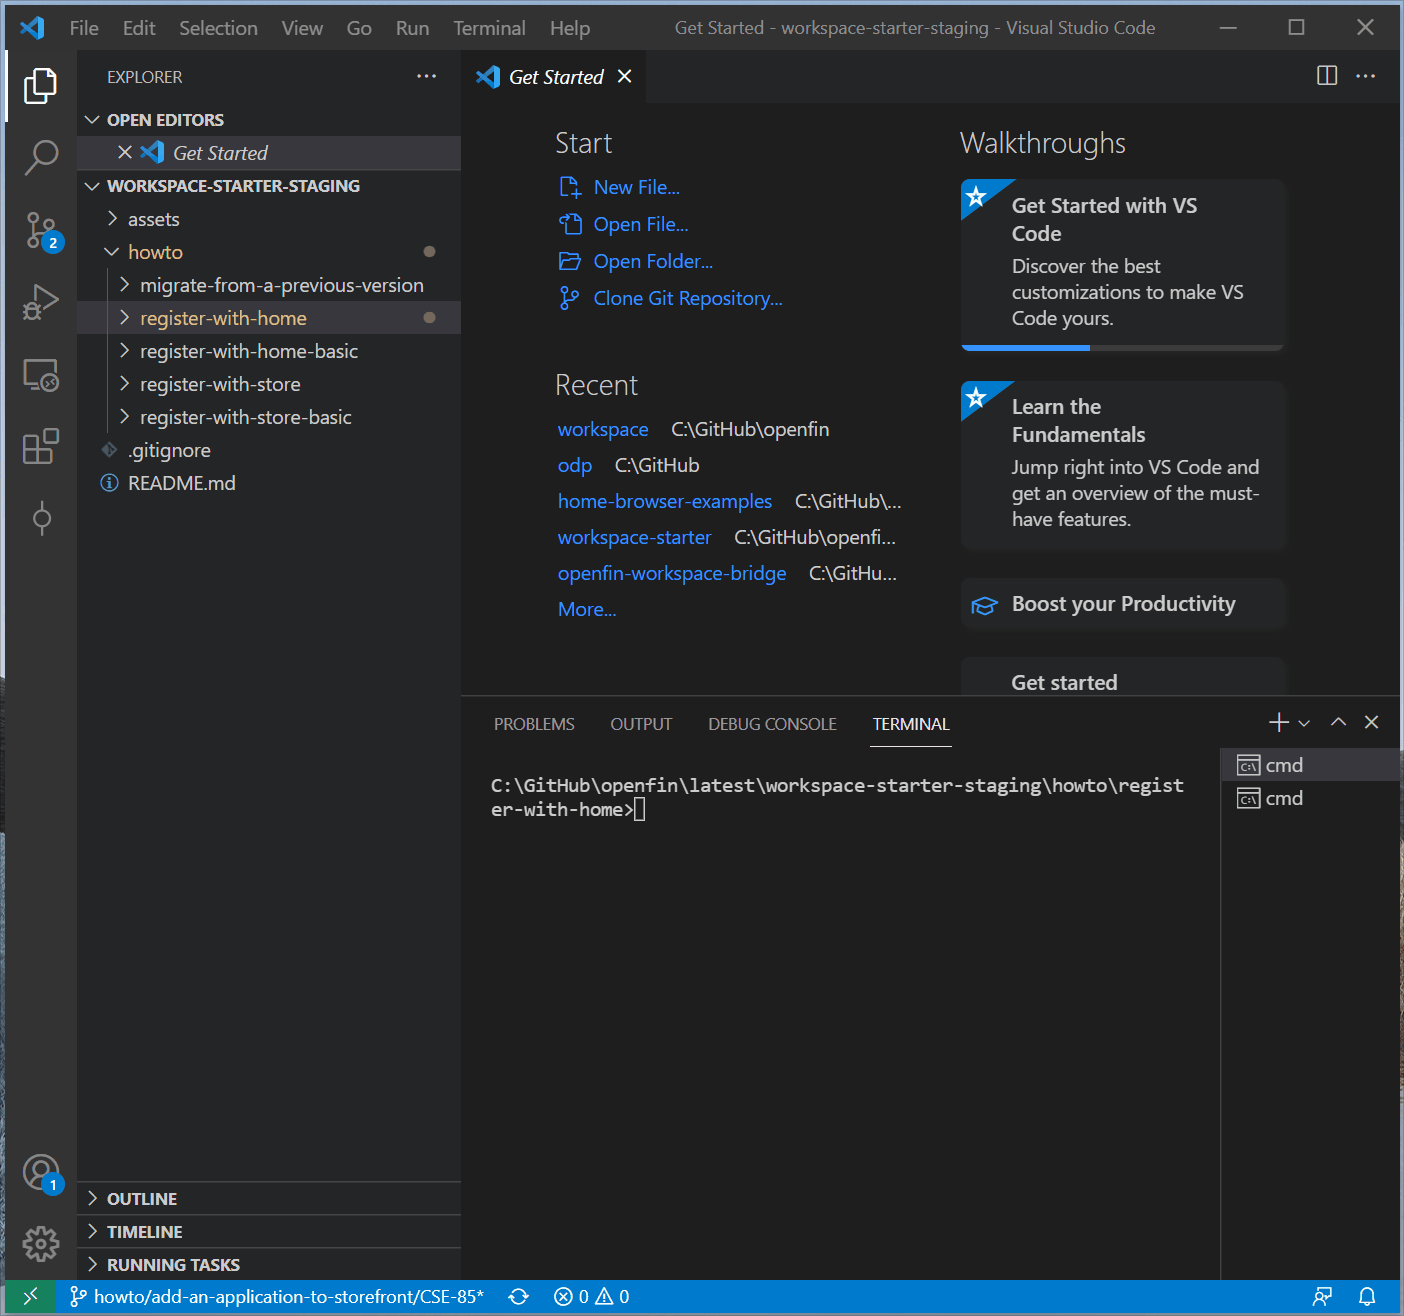 File Edit Selection View Go Run Terminal Help Get Started - workspace-starter-staging - Visual Studio Code
EXPLORER
OPEN EDITORS
Get Started
WORKSPACE-STARTER-STAGING
assets
howto
migrate-from-a-previous-version
register-with-home
register-with-home-basic
register-with-store
register-with-store-basic
.gitignore
README.md
OUTLINE
TIMELINE
RUNNING TASKS
2
1
Get Started
Start
New File...
Open File...
Open Folder...
Clone Git Repository...
Recent
workspace C:\GitHub\openfin
odp C:\GitHub
home-browser-examples C:\GitHub\...
workspace-starter C:\GitHub\openfi...
openfin-workspace-bridge C:\GitHu...
More...
Walkthroughs
Get Started with VS
Code
Discover the best
customizations to make VS
Code yours.
Learn the
Fundamentals
Jump right into VS Code and
get an overview of the must-
have features.
Boost your Productivity
Get started
PROBLEMS OUTPUT DEBUG CONSOLE TERMINAL
C:\GitHub\openfin\latest\workspace-starter-staging\howto\regist
er-with-home>
cmd
cmd
howto/add-an-application-to-storefront/CSE-85* 0 0